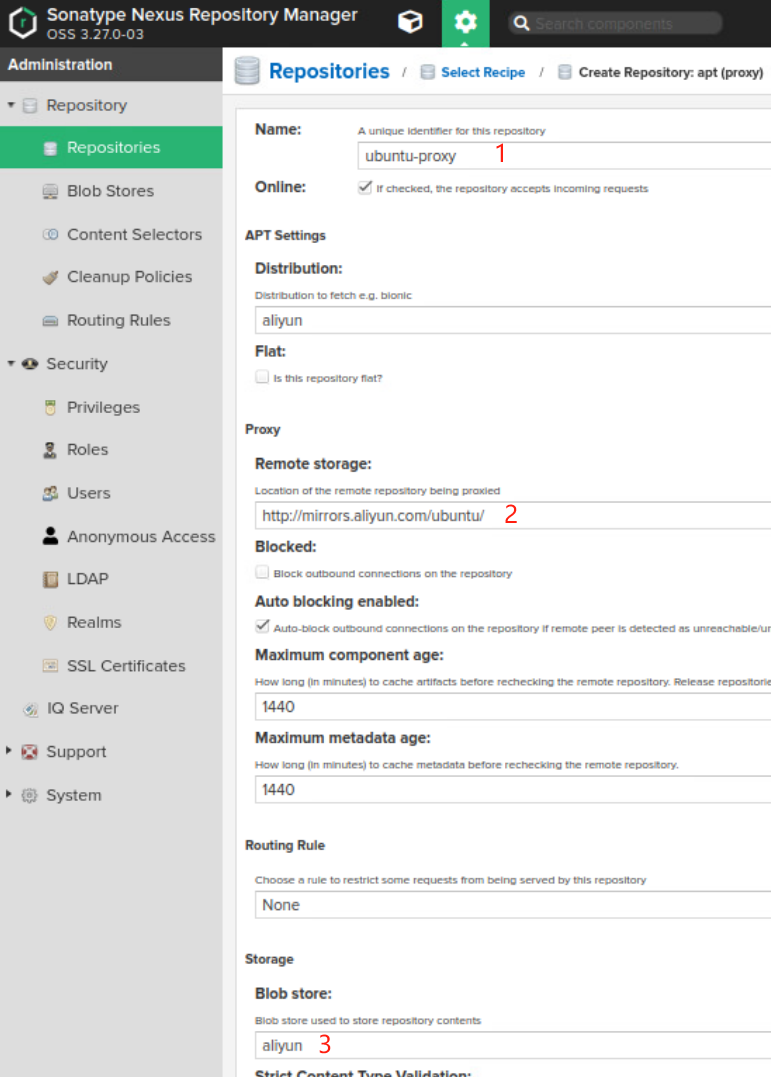 Sonatype Nexus Repository Manager
OSS 3.27.0-03
Search components
Administration
Repository
Repositories
Blob Stores
Content Selectors
Cleanup Policies
Routing Rules
Security
Privileges
Roles
Users
Anonymous Access
LDAP
Realms
SSL Certificates
IQ Server
Support
System
Repositories / Select Recipe / Create Repository: apt (proxy)
Name:
A unique identifier for this repository
ubuntu-proxy 1
Online:
If checked, the repository accepts incoming requests
APT Settings
Distribution:
Distribution to fetch e.g. bionic
aliyun
Flat:
Is this repository flat?
Proxy
Remote storage:
Location of the remote repository being proxied
http://mirrors.aliyun.com/ubuntu/ 2
Blocked:
Block outbound connections on the repository
Auto blocking enabled:
Auto-block outbound connections on the repository if remote peer is detected as unreachable/un
Maximum component age:
How long (in minutes) to cache artifacts before rechecking the remote repository. Release repositorie
1440
Maximum metadata age:
How long (in minutes) to cache metadata before rechecking the remote repository.
1440
Routing Rule
Choose a rule to restrict some requests from being served by this repository
None
Storage
Blob store:
Blob store used to store repository contents
aliyun 3
Strict Content Type Validation: